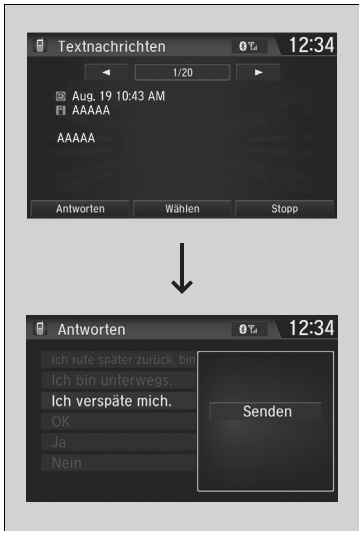 Textnachrichten 12:34
◄ 1/20 ►
Aug. 19 10:43 AM
AAAAA
AAAAA
Antworten Wählen Stopp
Antworten 12:34
Ich rufe später zurück, bin
Ich bin unterwegs.
Ich verspäte mich.
Senden
OK
Ja
Nein